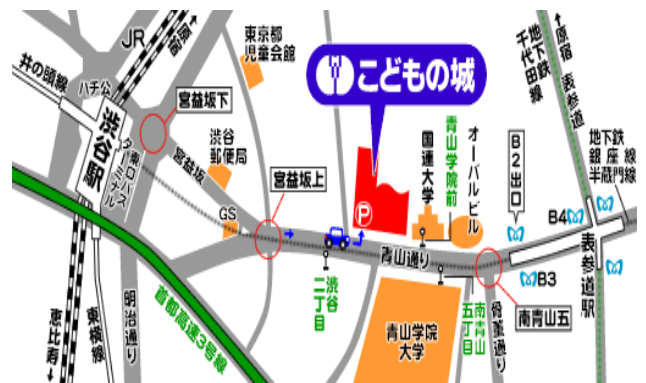 JR
↑原宿
井の頭線
ハチ公
渋谷駅
東口バスターミナル
宮益坂下
宮益坂
東京都
児童会館
渋谷
郵便局
GS
宮益坂上
こどもの城
P
国連大学
青山学院前
オーバルビル
B2出口
↑原宿 表参道
地下鉄
千代田線
地下鉄
銀座線
半蔵門線
B4
B3
表参道駅
青山通り
渋谷
二丁目
青山学院
大学
南青山
五丁目
南青山五
骨董通り
首都高速3号線
明治通り
東横線
恵比寿↓